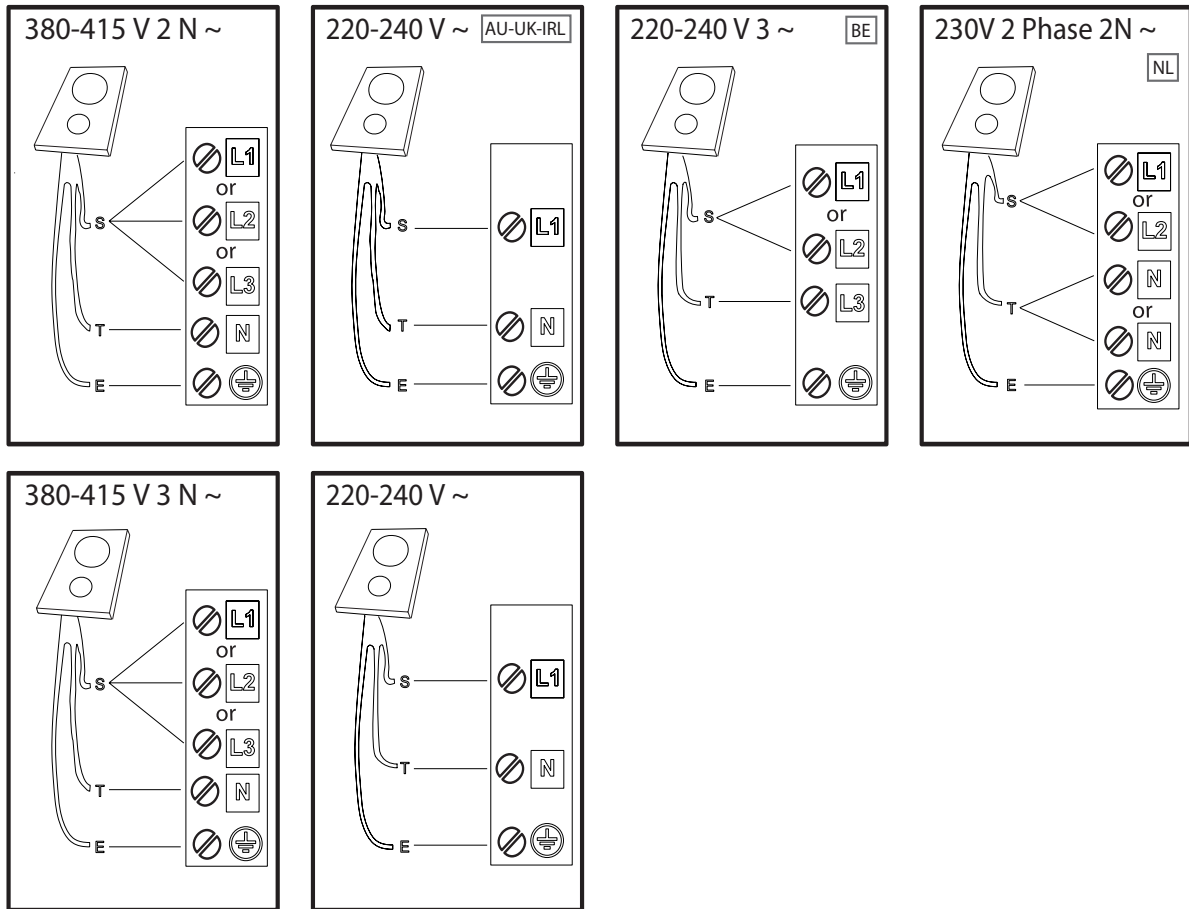 380-415 V 2 N ~
L1
or
S
L2
or
L3
T
N
E
220-240 V ~ AU-UK-IRL
S
L1
T
N
E
220-240 V 3 ~ BE
L1
S
or
L2
T
L3
E
230V 2 Phase 2N ~
NL
L1
S
or
L2
N
T
or
N
E
380-415 V 3 N ~
L1
or
S
L2
or
L3
T
N
E
220-240 V ~
S
L1
T
N
E